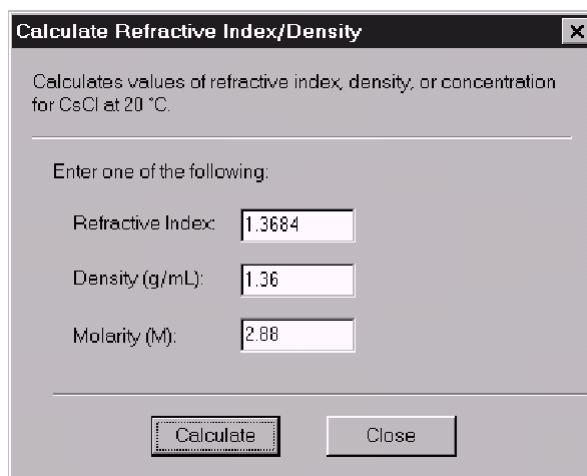 Calculate Refractive Index/Density
Calculates values of refractive index, density, or concentration
for CsCl at 20 °C.
Enter one of the following:
Refractive Index: 1.3684
Density (g/mL): 1.36
Molarity (M): 2.88
Calculate Close